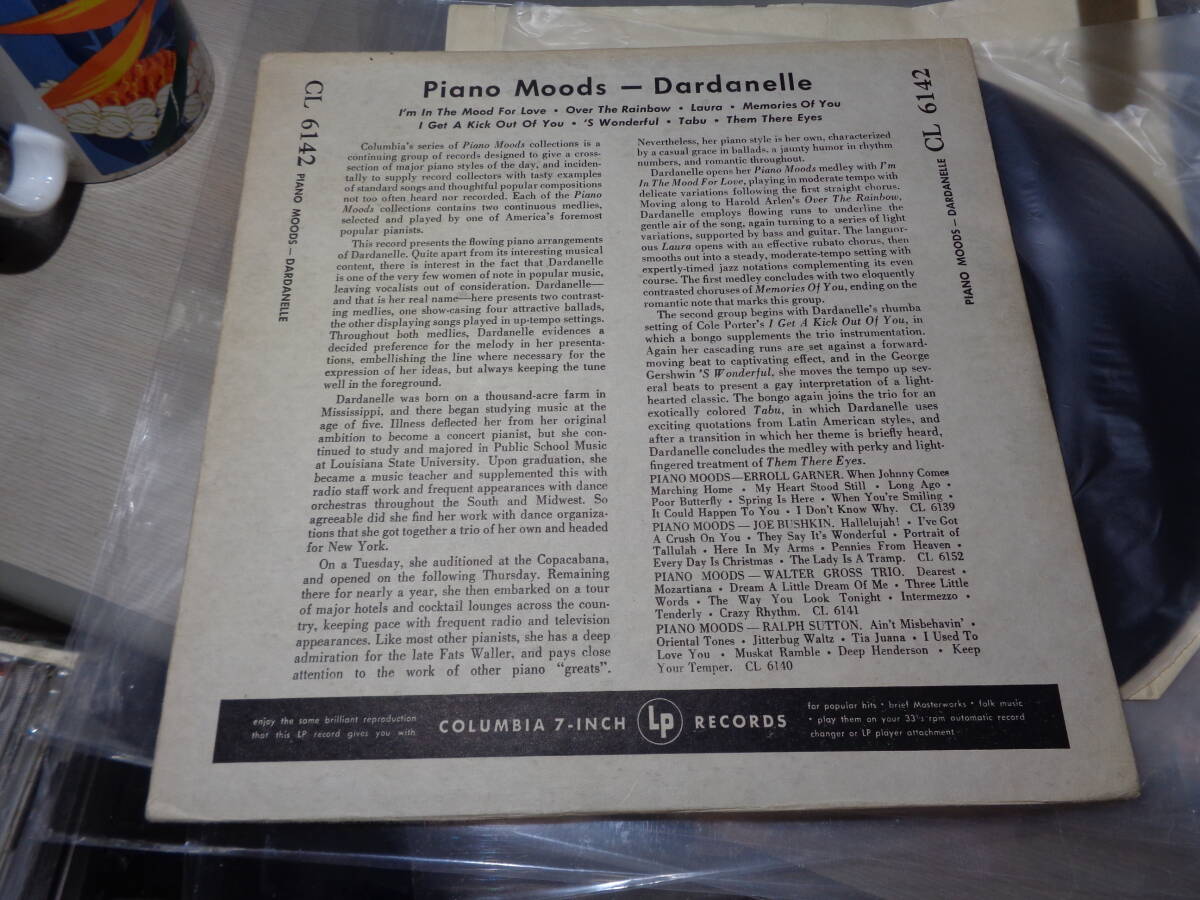 Piano Moods — Dardanelle
I'm In The Mood For Love • Over The Rainbow • Laura • Memories Of You
I Get A Kick Out Of You • 'S Wonderful • Tabu • Them There Eyes
CL 6142 PIANO MOODS — DARDANELLE
Columbia's series of Piano Moods collections is a
continuing group of records designed to give a cross-
section of major piano styles of the day, and inciden-
tally to supply record collectors with tasty examples
of standard songs and thoughtful popular compositions
not too often heard nor recorded. Each of the Piano
Moods collections contains two continuous medlies,
selected and played by one of America's foremost
popular pianists.
This record presents the flowing piano arrangements
of Dardanelle. Quite apart from its interesting musical
content, there is interest in the fact that Dardanelle
is one of the very few women of note in popular music,
leaving vocalists out of consideration. Dardanelle—
and that is her real name—here presents two contrast-
ing medlies, one show-casing four attractive ballads,
the other displaying songs played in up-tempo settings.
Throughout both medlies, Dardanelle evidences a
decided preference for the melody in her presenta-
tions, embellishing the line where necessary for the
expression of her ideas, but always keeping the tune
well in the foreground.
Dardanelle was born on a thousand-acre farm in
Mississippi, and there began studying music at the
age of five. Illness deflected her from her original
ambition to become a concert pianist, but she con-
tinued to study and majored in Public School Music
at Louisiana State University. Upon graduation, she
became a music teacher and supplemented this with
radio staff work and frequent appearances with dance
orchestras throughout the South and Midwest. So
agreeable did she find her work with dance organiza-
tions that she got together a trio of her own and headed
for New York.
On a Tuesday, she auditioned at the Copacabana,
and opened on the following Thursday. Remaining
there for nearly a year, she then embarked on a tour
of major hotels and cocktail lounges across the coun-
try, keeping pace with frequent radio and television
appearances. Like most other pianists, she has a deep
admiration for the late Fats Waller, and pays close
attention to the work of other piano "greats".
Nevertheless, her piano style is her own, characterized
by a casual grace in ballads, a jaunty humor in rhythm
numbers, and romantic throughout.
Dardanelle opens her Piano Moods medley with I'm
In The Mood For Love, playing in moderate tempo with
delicate variations following the first straight chorus.
Moving along to Harold Arlen's Over The Rainbow,
Dardanelle employs flowing runs to underline the
gentle air of the song, again turning to a series of light
variations, supported by bass and guitar. The languor-
ous Laura opens with an effective rubato chorus, then
smooths out into a steady, moderate-tempo setting with
expertly-timed jazz notations complementing its even
course. The first medley concludes with two eloquently
contrasted choruses of Memories Of You, ending on the
romantic note that marks this group.
The second group begins with Dardanelle's rhumba
setting of Cole Porter's I Get A Kick Out Of You, in
which a bongo supplements the trio instrumentation.
Again her cascading runs are set against a forward-
moving beat to captivating effect, and in the George
Gershwin 'S Wonderful, she moves the tempo up sev-
eral beats to present a gay interpretation of a light-
hearted classic. The bongo again joins the trio for an
exotically colored Tabu, in which Dardanelle uses
exciting quotations from Latin American styles, and
after a transition in which her theme is briefly heard,
Dardanelle concludes the medley with perky and light-
fingered treatment of Them There Eyes.
PIANO MOODS—ERROLL GARNER. When Johnny Comes
Marching Home • My Heart Stood Still • Long Ago •
Poor Butterfly • Spring Is Here • When You're Smiling •
It Could Happen To You • I Don't Know Why. CL 6139
PIANO MOODS — JOE BUSHKIN. Hallelujah! • I've Got
A Crush On You • They Say It's Wonderful • Portrait of
Tallulah • Here In My Arms • Pennies From Heaven •
Every Day Is Christmas • The Lady Is A Tramp. CL 6152
PIANO MOODS — WALTER GROSS TRIO. Dearest •
Mozartiana • Dream A Little Dream Of Me • Three Little
Words • The Way You Look Tonight • Intermezzo •
Tenderly • Crazy Rhythm. CL 6141
PIANO MOODS — RALPH SUTTON. Ain't Misbehavin' •
Oriental Tones • Jitterbug Waltz • Tia Juana • I Used To
Love You • Muskat Ramble • Deep Henderson • Keep
Your Temper. CL 6140
PIANO MOODS — DARDANELLE CL 6142
enjoy the same brilliant reproduction
that this LP record gives you with
COLUMBIA 7-INCH Lp RECORDS
for popular hits • brief Masterworks • folk music
• play them on your 33⅓ rpm automatic record
changer or LP player attachment